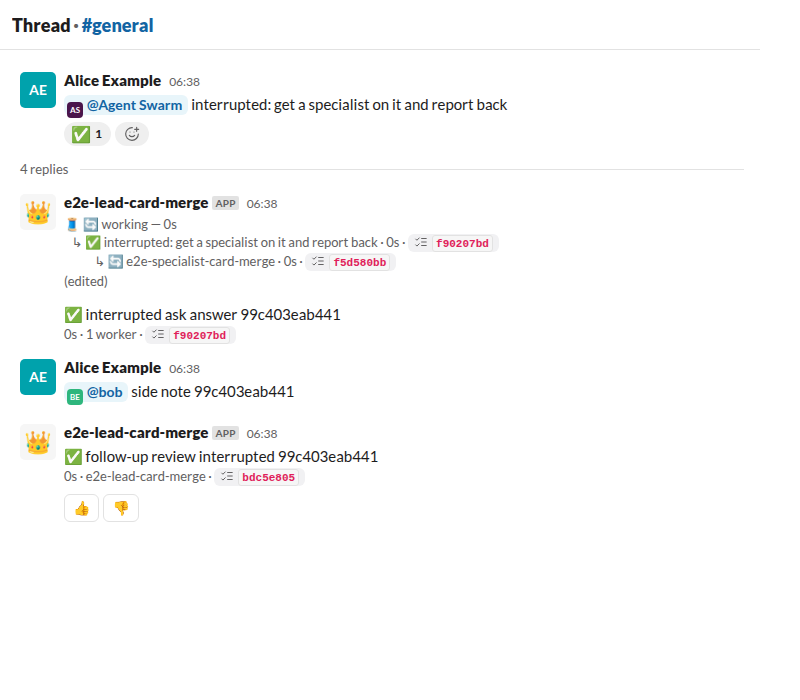 Thread · #general
AE
Alice Example 06:38
AS @Agent Swarm interrupted: get a specialist on it and report back
✅ 1
4 replies
e2e-lead-card-merge APP 06:38
🧵 🔄 working — 0s
↳ ✅ interrupted: get a specialist on it and report back · 0s · f90207bd
↳ 🔄 e2e-specialist-card-merge · 0s · f5d580bb
(edited)
✅ interrupted ask answer 99c403eab441
0s · 1 worker · f90207bd
AE
Alice Example 06:38
BE @bob side note 99c403eab441
e2e-lead-card-merge APP 06:38
✅ follow-up review interrupted 99c403eab441
0s · e2e-lead-card-merge · bdc5e605
👍 👎